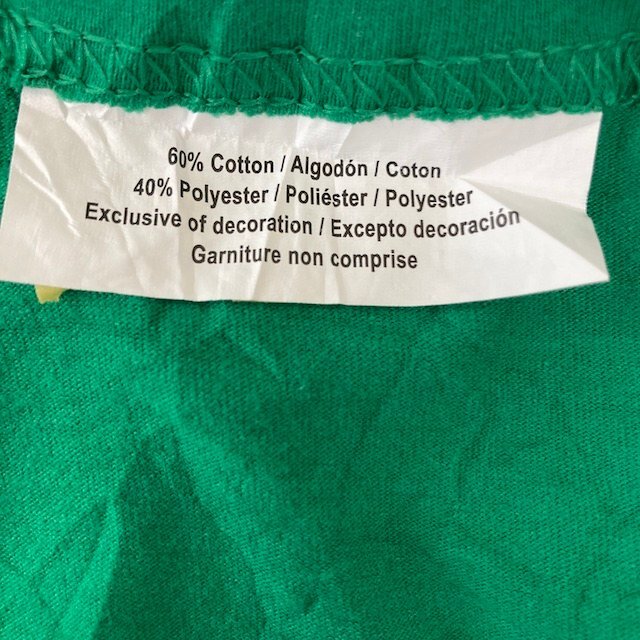 60% Cotton / Algodón / Coton
40% Polyester / Poliéster / Polyester
Exclusive of decoration / Excepto decoración
Garniture non comprise